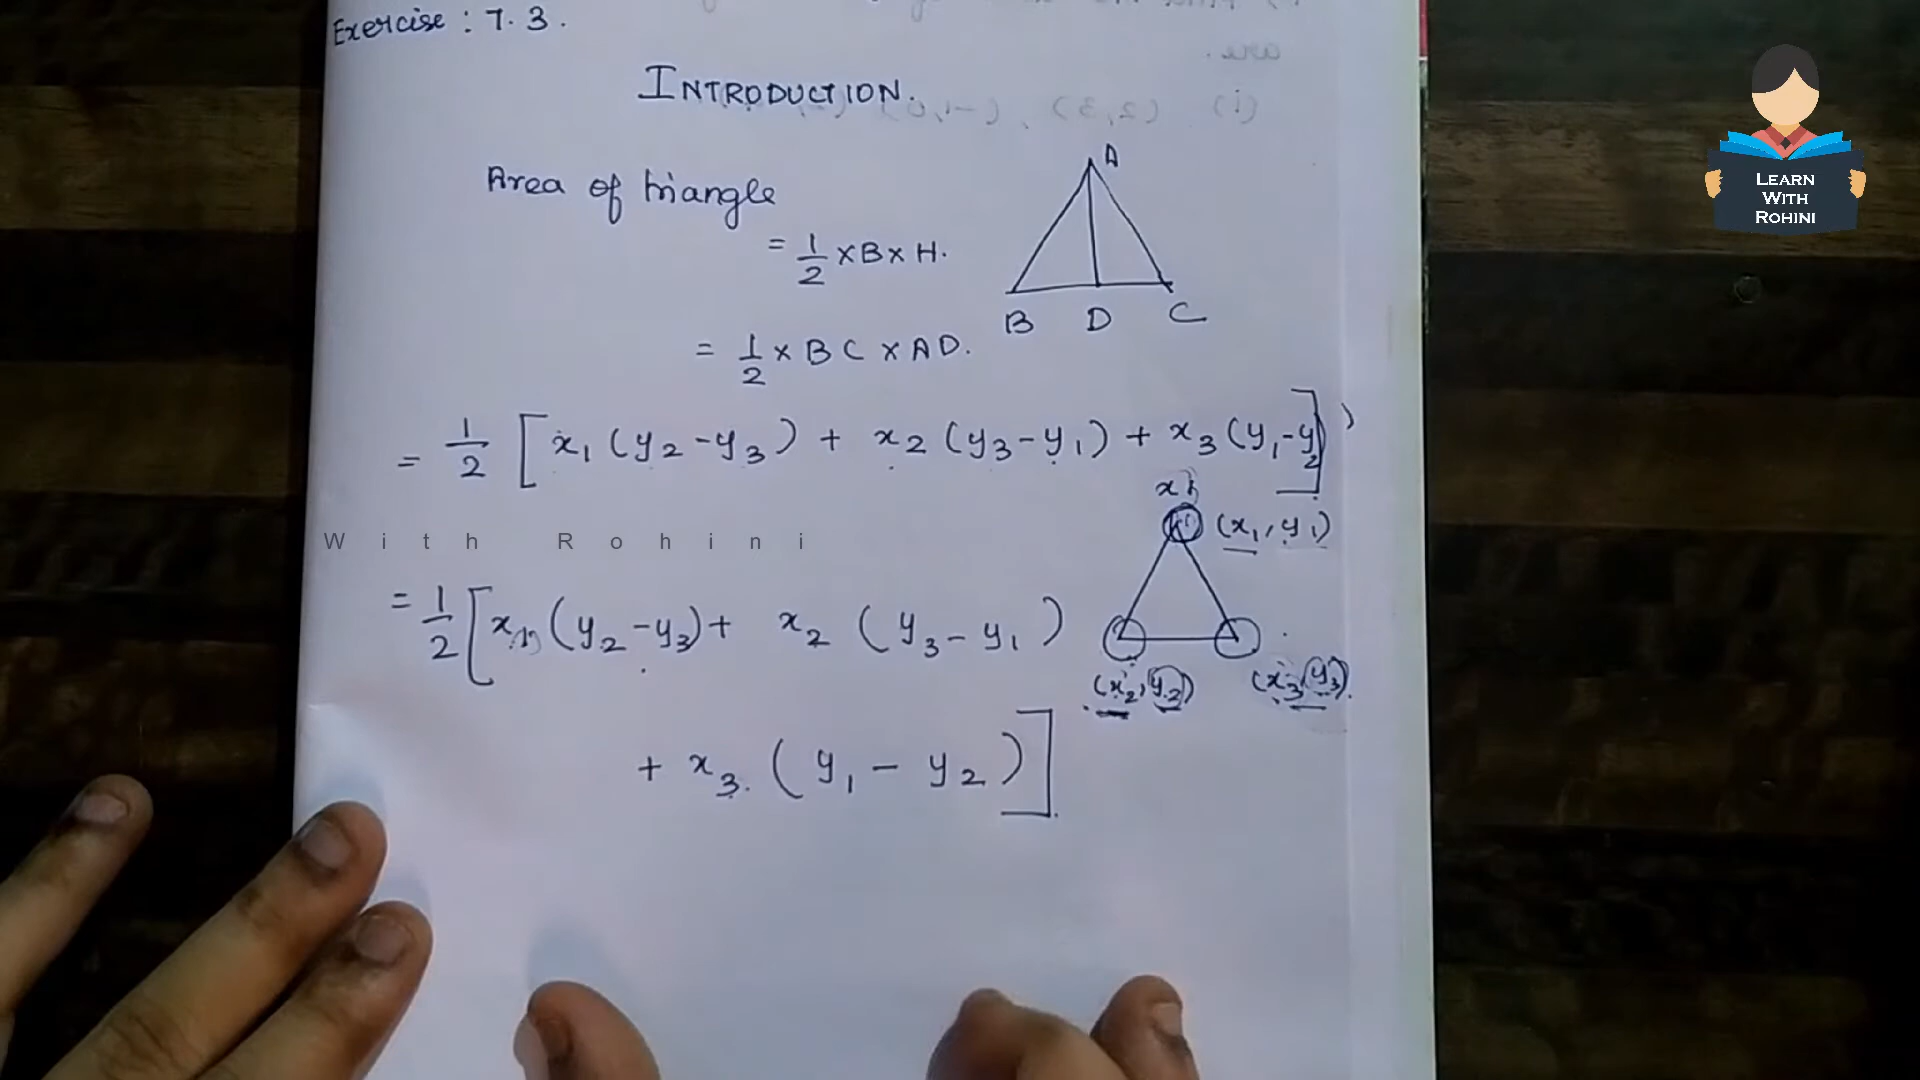 Exercise : 7.3.
INTRODUCTION.
Area of triangle
= 1/2 × B × H.
A
B D C
= 1/2 × BC × AD.
= 1/2 [x₁(y₂-y₃) + x₂(y₃-y₁) + x₃(y₁-y₂)]
(x₁, y₁)
With Rohini
= 1/2 [x₁(y₂-y₃) + x₂(y₃-y₁)
(x₂, y₂) (x₃, y₃).
+ x₃.(y₁ - y₂)]
LEARN
WITH
ROHINI